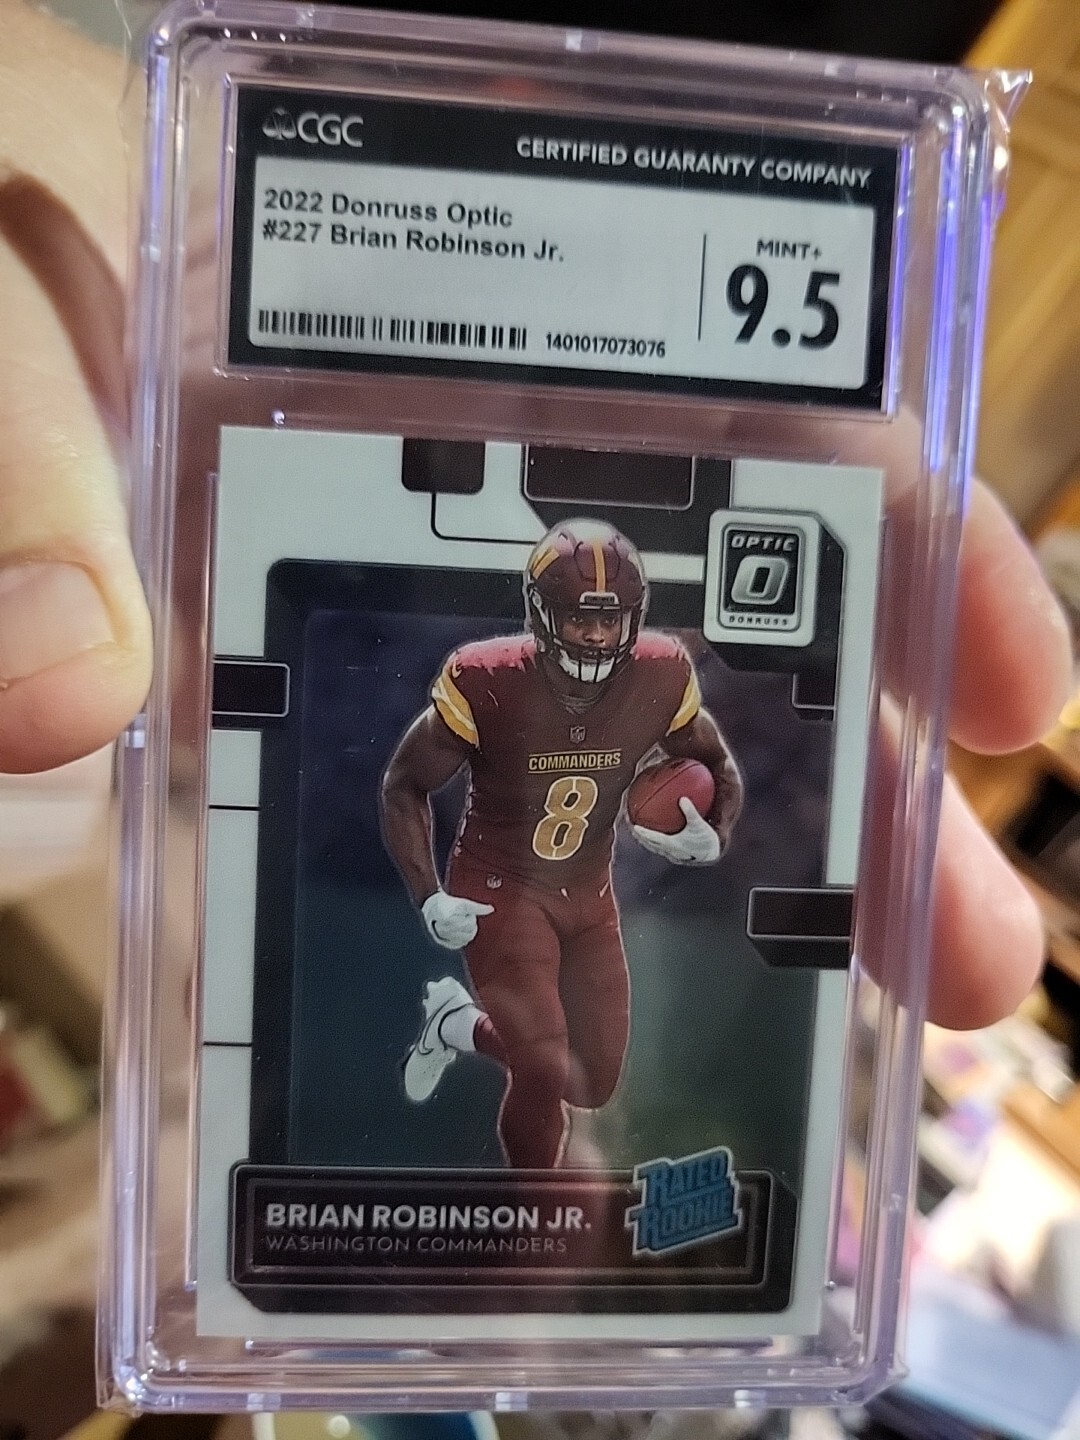 CGC
CERTIFIED GUARANTY COMPANY
2022 Donruss Optic
#227 Brian Robinson Jr.
MINT+
9.5
1401017073076
OPTIC
O
DONRUSS
COMMANDERS
8
RATED
ROOKIE
BRIAN ROBINSON JR.
WASHINGTON COMMANDERS